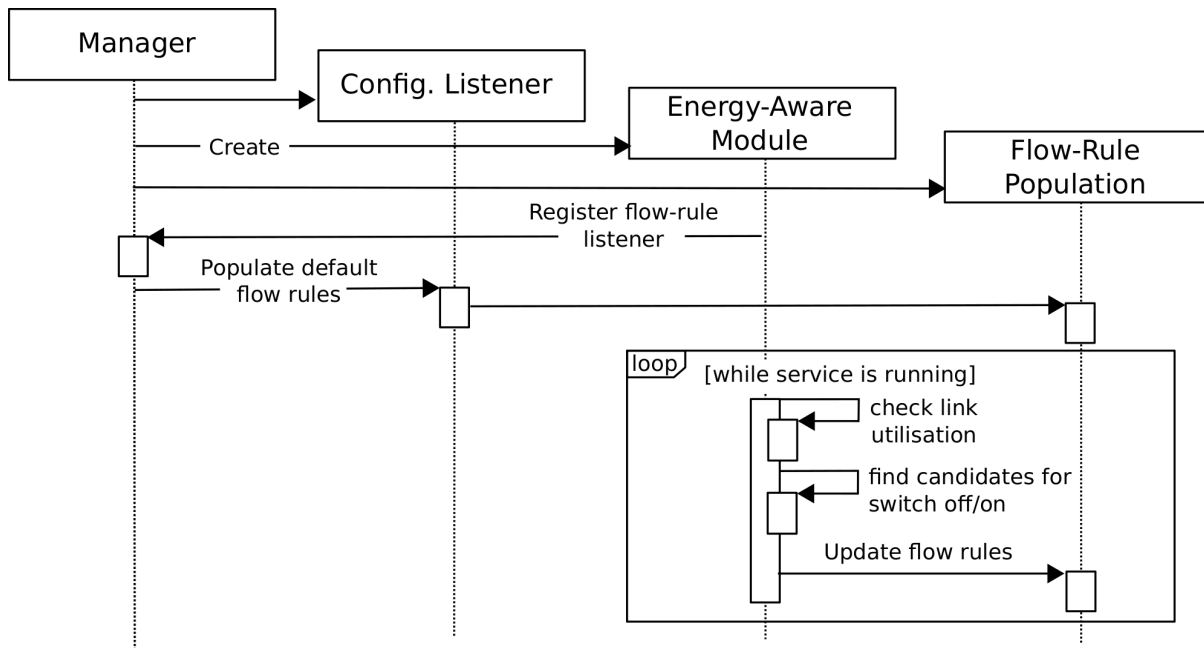 Manager
Config. Listener
Energy-Aware
Module
Flow-Rule
Population
Create
Register flow-rule
listener
Populate default
flow rules
loop
[while service is running]
check link
utilisation
find candidates for
switch off/on
Update flow rules